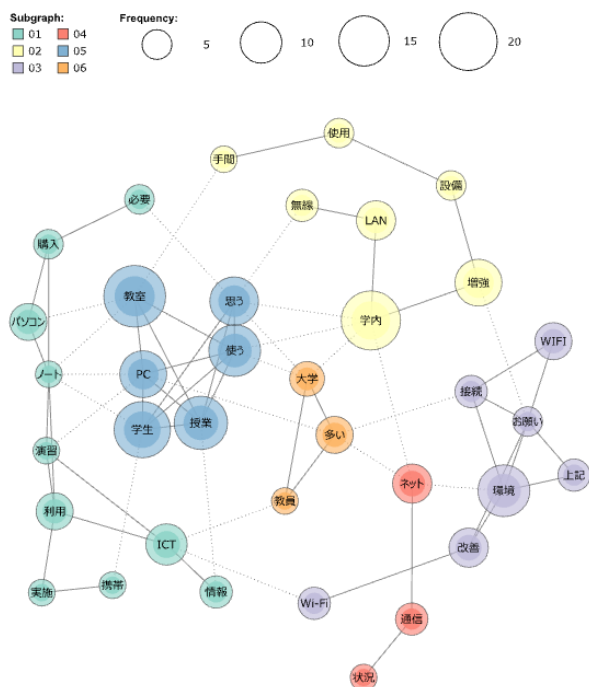 Subgraph:
01
04
02
05
03
06
Frequency:
5
10
15
20
使用
手間
設備
必要
無線
LAN
購入
増強
教室
思う
学内
パソコン
WIFI
使う
ノート
PC
大学
接続
お願い
学生
授業
多い
演習
上記
ネット
環境
教員
利用
ICT
改善
実施
携帯
情報
Wi-Fi
通信
状況